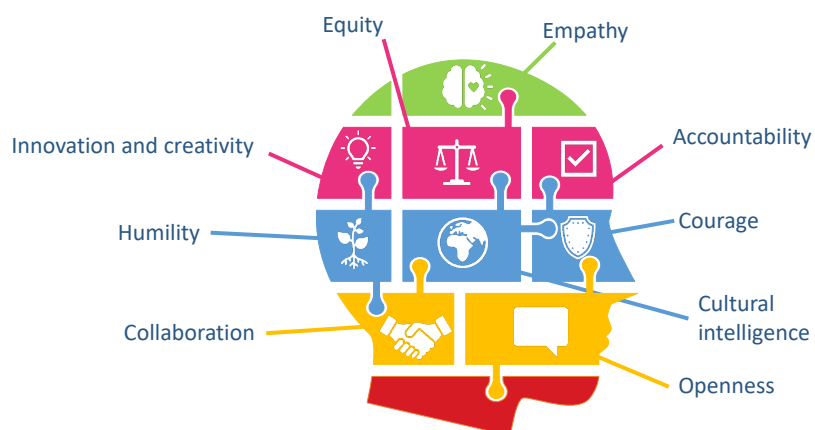 Equity
Empathy
Innovation and creativity
Accountability
Humility
Courage
Collaboration
Cultural
intelligence
Openness